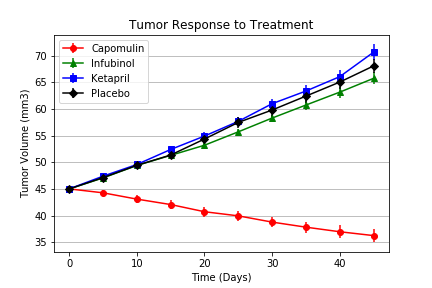 Tumor Response to Treatment
Capomulin
Infubinol
Ketapril
Placebo
Tumor Volume (mm3)
70
65
60
55
50
45
40
35
0 10 20 30 40
Time (Days)